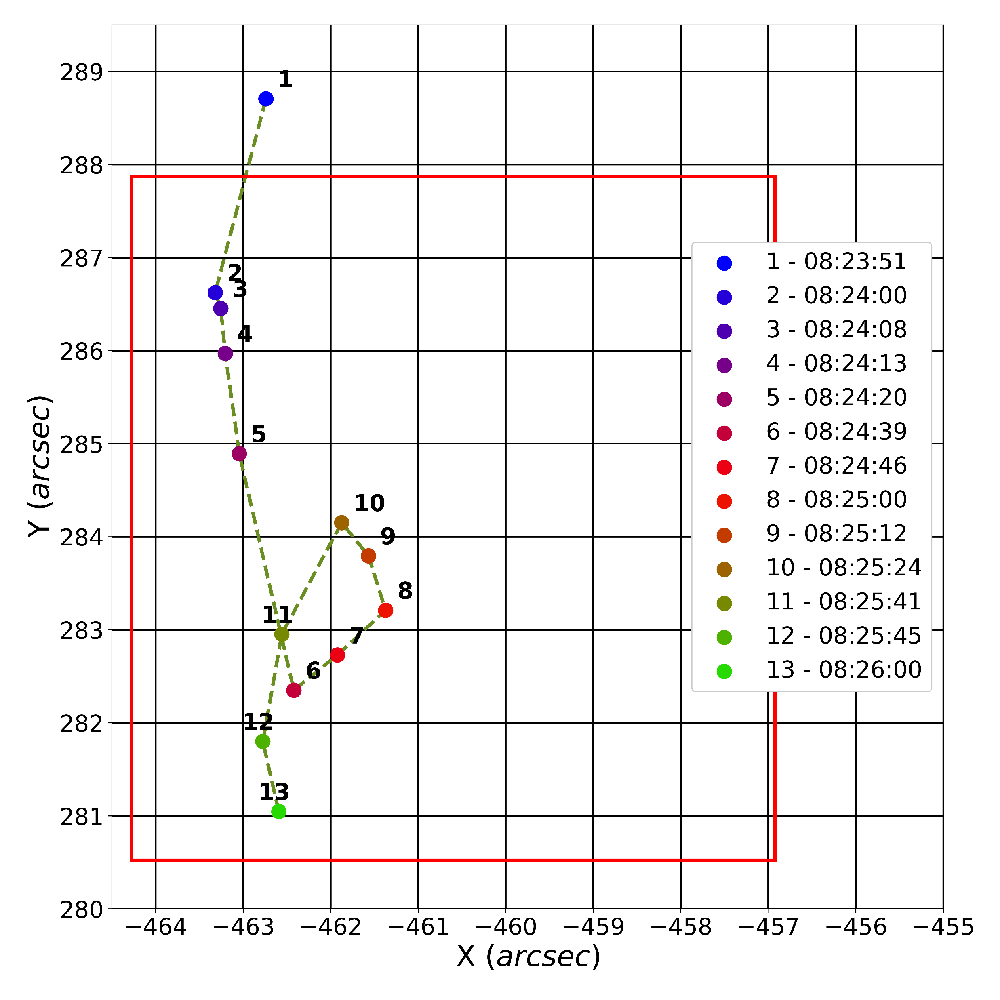 289
288
287
286
285
284
283
282
281
280
Y (arcsec)
1
2
3
4
5
10
9
8
11
7
6
12
13
1 - 08:23:51
2 - 08:24:00
3 - 08:24:08
4 - 08:24:13
5 - 08:24:20
6 - 08:24:39
7 - 08:24:46
8 - 08:25:00
9 - 08:25:12
10 - 08:25:24
11 - 08:25:41
12 - 08:25:45
13 - 08:26:00
−464 −463 −462 −461 −460 −459 −458 −457 −456 −455
X (arcsec)